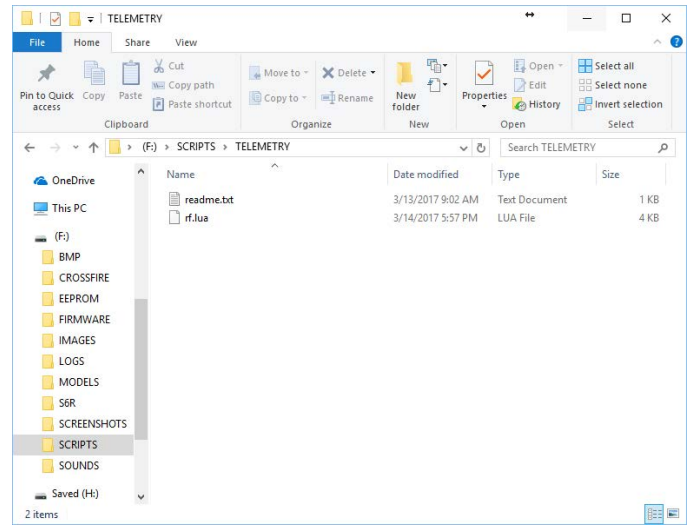 TELEMETRY
File Home Share View
Pin to Quick access
Copy
Paste
Cut
Copy path
Paste shortcut
Clipboard
Move to
Copy to
Delete
Rename
Organize
New folder
New
Properties
Open
Edit
History
Open
Select all
Select none
Invert selection
Select
(F:) > SCRIPTS > TELEMETRY
Search TELEMETRY
OneDrive
This PC
(F:)
BMP
CROSSFIRE
EEPROM
FIRMWARE
IMAGES
LOGS
MODELS
S6R
SCREENSHOTS
SCRIPTS
SOUNDS
Saved (H:)
Name Date modified Type Size
readme.txt 3/13/2017 9:02 AM Text Document 1 KB
rf.lua 3/14/2017 5:57 PM LUA File 4 KB
2 items